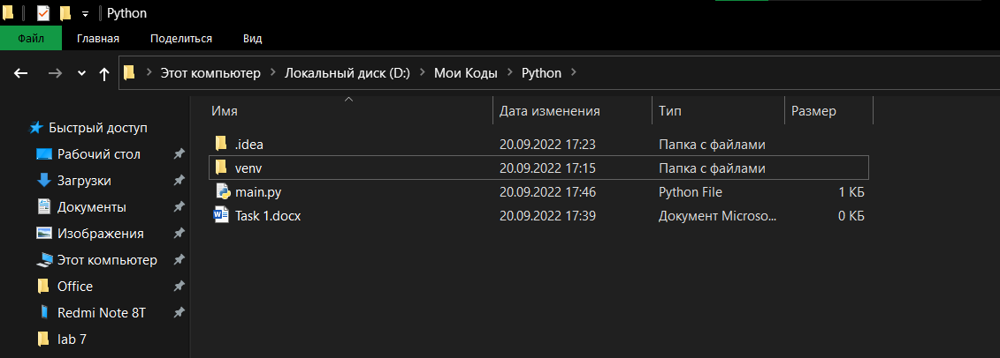 Python
Файл Главная Поделиться Вид
Этот компьютер Локальный диск (D:) Мои Коды Python
Имя Дата изменения Тип Размер
Быстрый доступ
Рабочий стол
Загрузки
Документы
Изображения
Этот компьютер
Office
Redmi Note 8T
lab 7
.idea 20.09.2022 17:23 Папка с файлами
venv 20.09.2022 17:15 Папка с файлами
main.py 20.09.2022 17:46 Python File 1 КБ
Task 1.docx 20.09.2022 17:39 Документ Microso... 0 КБ